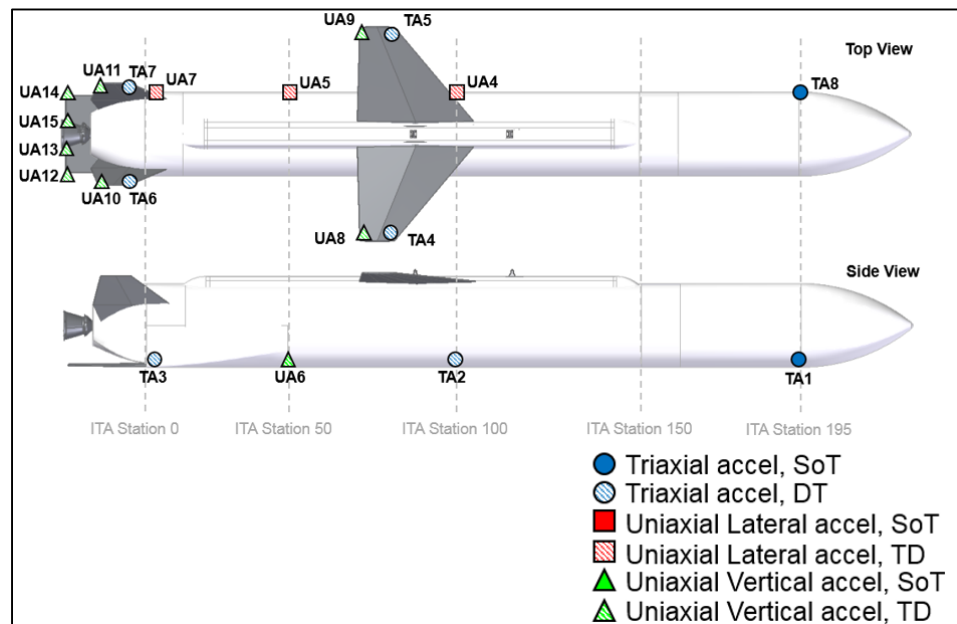 UA9 TA5
Top View
UA11 TA7 UA7 UA5 UA4 TA8
UA14
UA15
UA13
UA12
UA10 TA6
UA8 TA4
Side View
TA3 UA6 TA2 TA1
ITA Station 0 ITA Station 50 ITA Station 100 ITA Station 150 ITA Station 195
Triaxial accel, SoT
Triaxial accel, DT
Uniaxial Lateral accel, SoT
Uniaxial Lateral accel, TD
Uniaxial Vertical accel, SoT
Uniaxial Vertical accel, TD